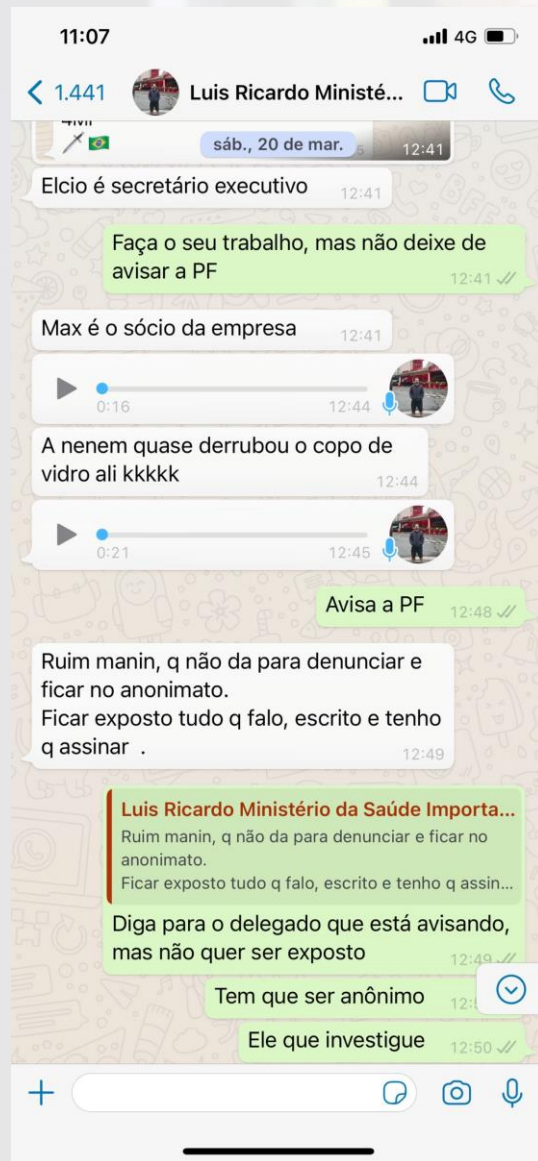 11:07
4G
1.441
Luis Ricardo Ministé...
sáb., 20 de mar.
12:41
Elcio é secretário executivo 12:41
Faça o seu trabalho, mas não deixe de
avisar a PF
12:41
Max é o sócio da empresa 12:41
0:16 12:44
A nenem quase derrubou o copo de
vidro ali kkkkk
12:44
0:21 12:45
Avisa a PF 12:48
Ruim manin, q não da para denunciar e
ficar no anonimato.
Ficar exposto tudo q falo, escrito e tenho
q assinar .
12:49
Luis Ricardo Ministério da Saúde Importa...
Ruim manin, q não da para denunciar e ficar no
anonimato.
Ficar exposto tudo q falo, escrito e tenho q assin...
Diga para o delegado que está avisando,
mas não quer ser exposto
12:49
Tem que ser anônimo
Ele que investigue 12:50